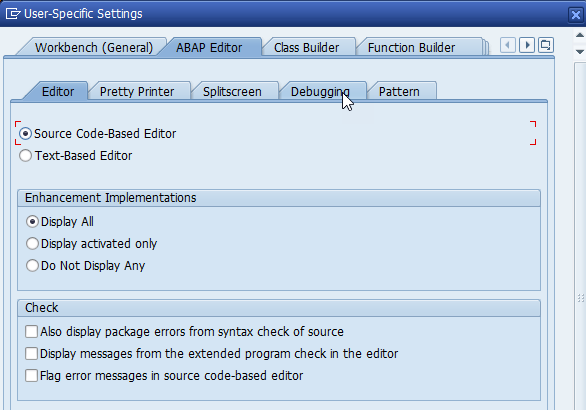 User-Specific Settings
Workbench (General) ABAP Editor Class Builder Function Builder
Editor Pretty Printer Splitscreen Debugging Pattern
Source Code-Based Editor
Text-Based Editor
Enhancement Implementations
Display All
Display activated only
Do Not Display Any
Check
Also display package errors from syntax check of source
Display messages from the extended program check in the editor
Flag error messages in source code-based editor